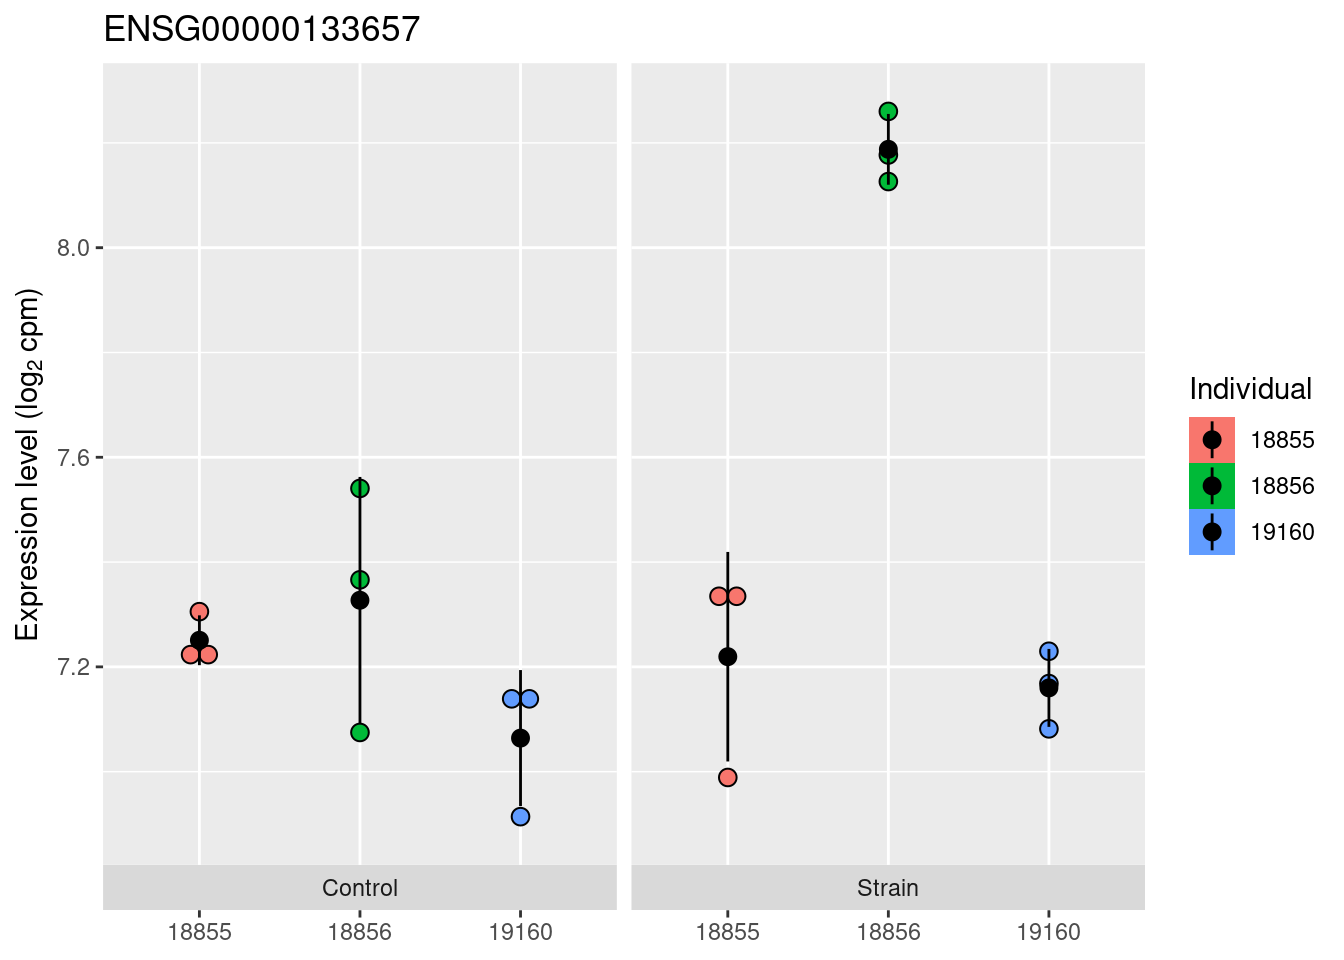 ENSG00000133657
Expression level (log₂ cpm)
8.0
7.6
7.2
Control
Strain
18855
18856
19160
18855
18856
19160
Individual
18855
18856
19160